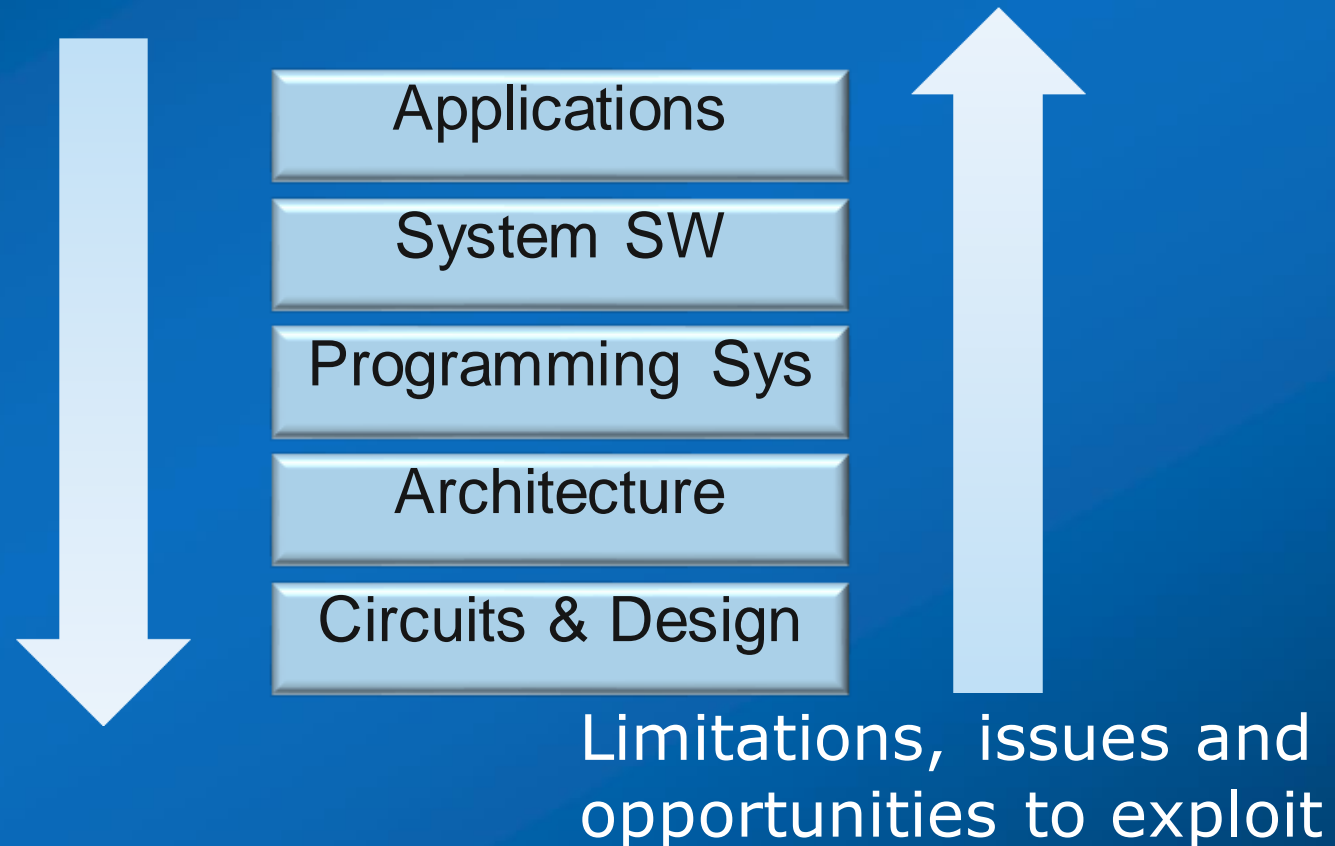 Applications
System SW
Programming Sys
Architecture
Circuits & Design
Limitations, issues and
opportunities to exploit